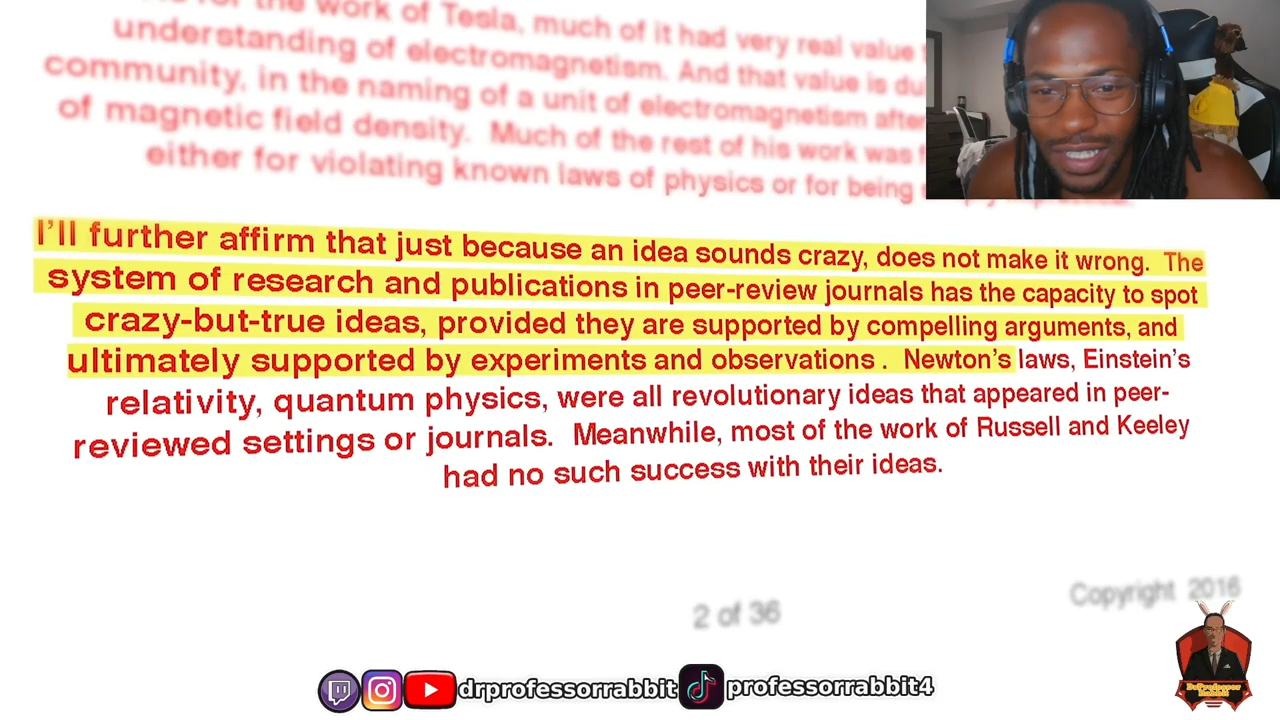 for the work of Tesla, much of it had very real value
understanding of electromagnetism. And that value is du
community, in the naming of a unit of electromagnetism after
of magnetic field density. Much of the rest of his work was
either for violating known laws of physics or for being
I'll further affirm that just because an idea sounds crazy, does not make it wrong. The
system of research and publications in peer-review journals has the capacity to spot
crazy-but-true ideas, provided they are supported by compelling arguments, and
ultimately supported by experiments and observations . Newton's laws, Einstein's
relativity, quantum physics, were all revolutionary ideas that appeared in peer-
reviewed settings or journals. Meanwhile, most of the work of Russell and Keeley
had no such success with their ideas.
2 of 36
Copyright 2016
drprofessorrabbit professorrabbit4
DrProfessor
Rabbit